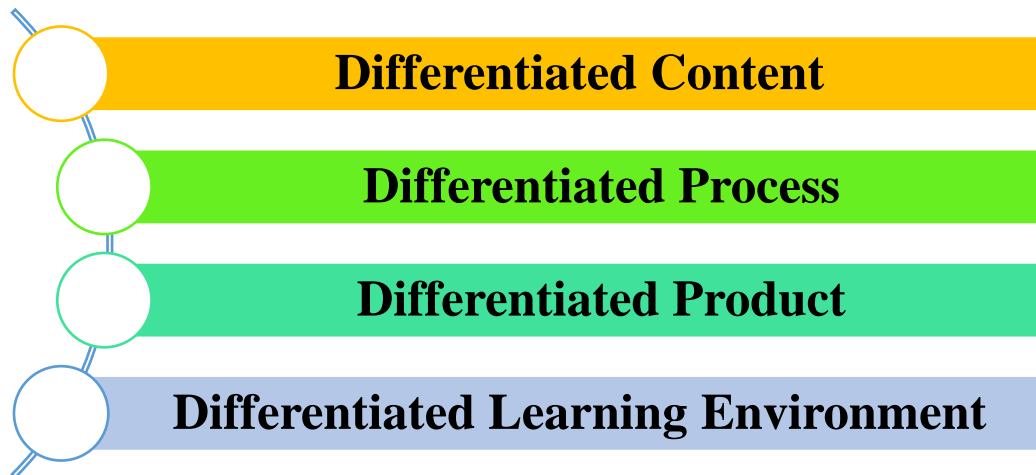 Differentiated Content
Differentiated Process
Differentiated Product
Differentiated Learning Environment